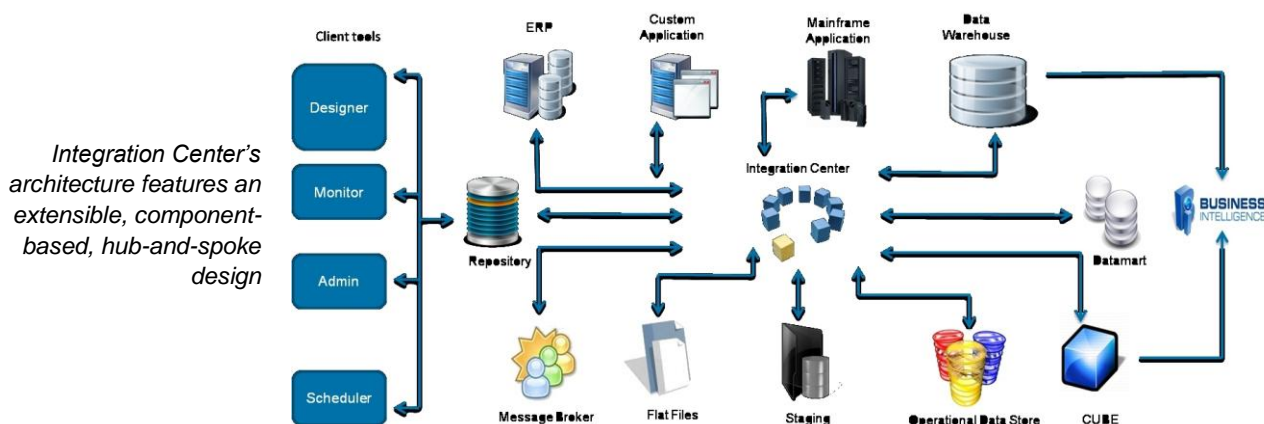 Client tools
ERP
Custom
Application
Mainframe
Application
Data
Warehouse
Designer
Monitor
Admin
Scheduler
Integration Center’s
architecture features an
extensible, component-
based, hub-and-spoke
design
Repository
Integration Center
Datamart
BUSINESS
INTELLIGENCE
Message Broker
Flat Files
Staging
Operational Data Store
CUBE